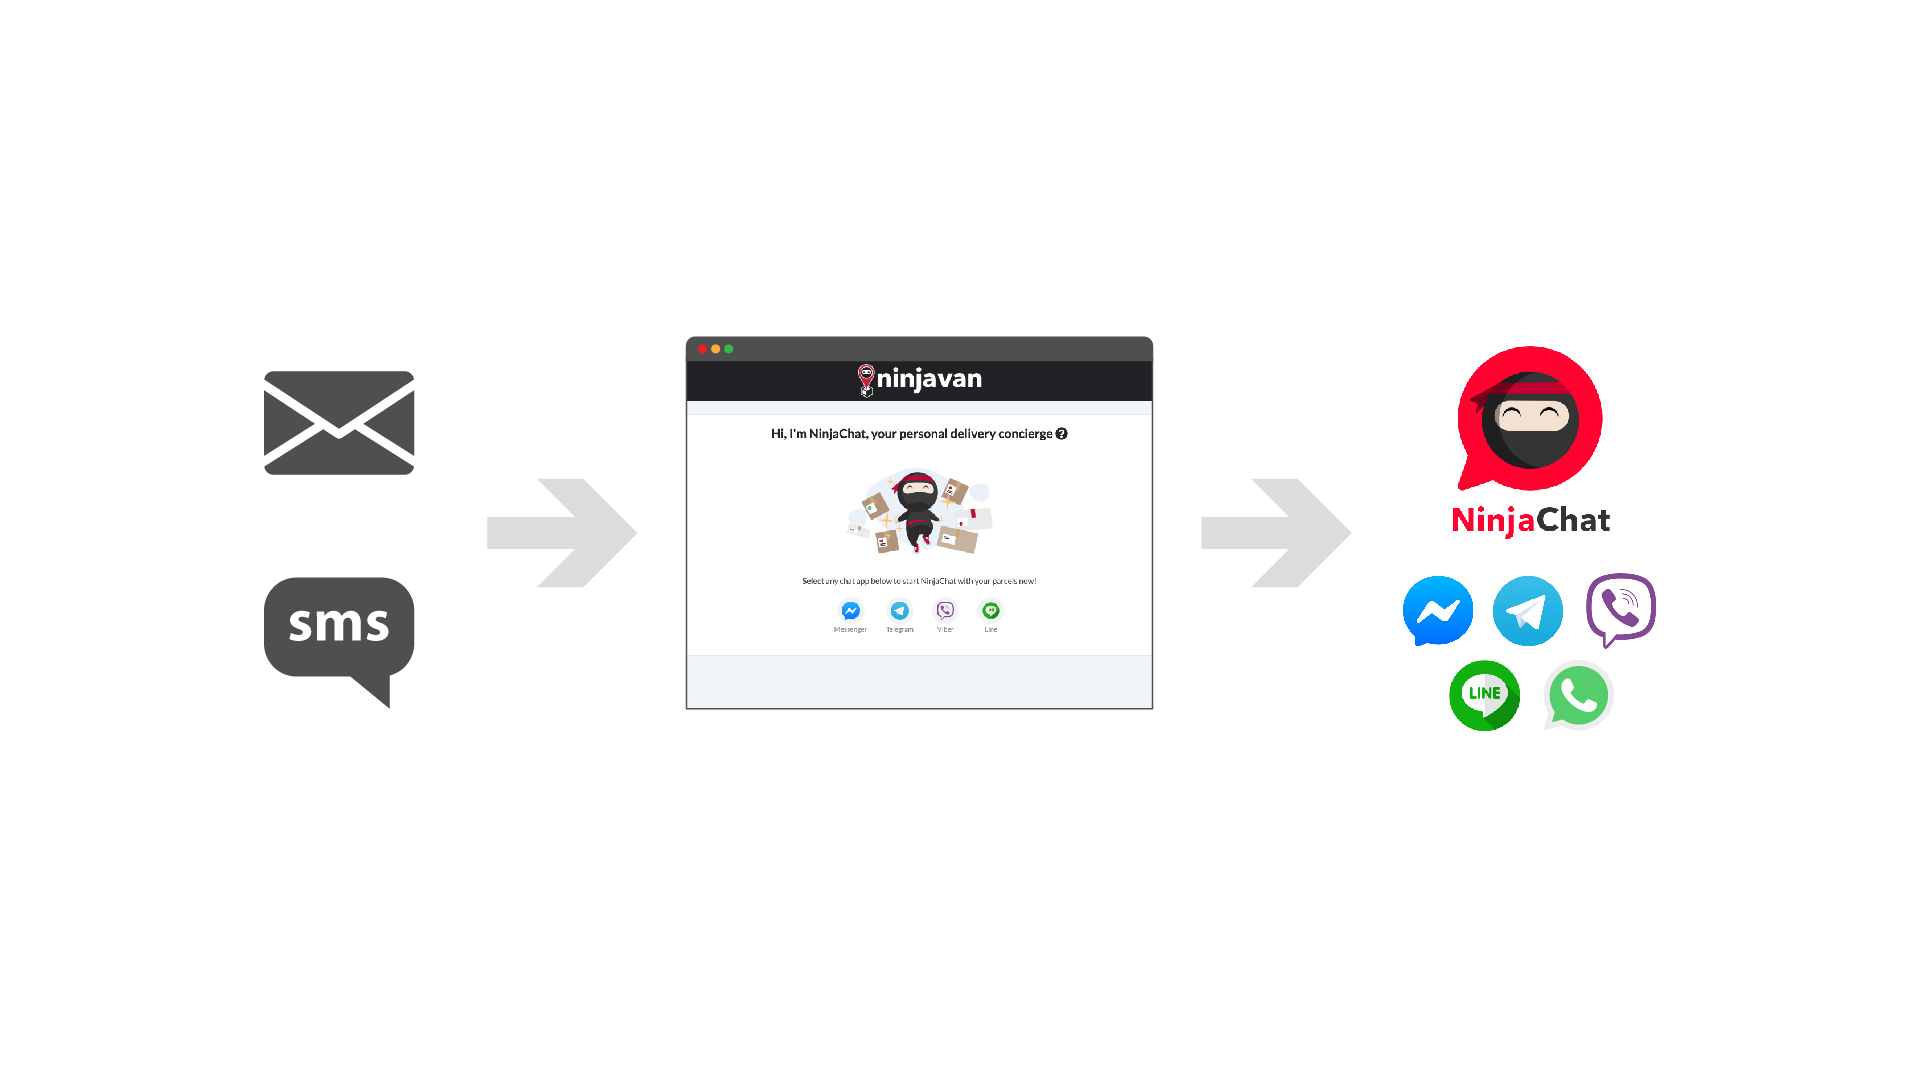 sms
ninjavan
Hi, I'm NinjaChat, your personal delivery concierge ?
Select any chat app below to start NinjaChat with your parcels now!
Messenger Telegram Viber Line
NinjaChat
LINE